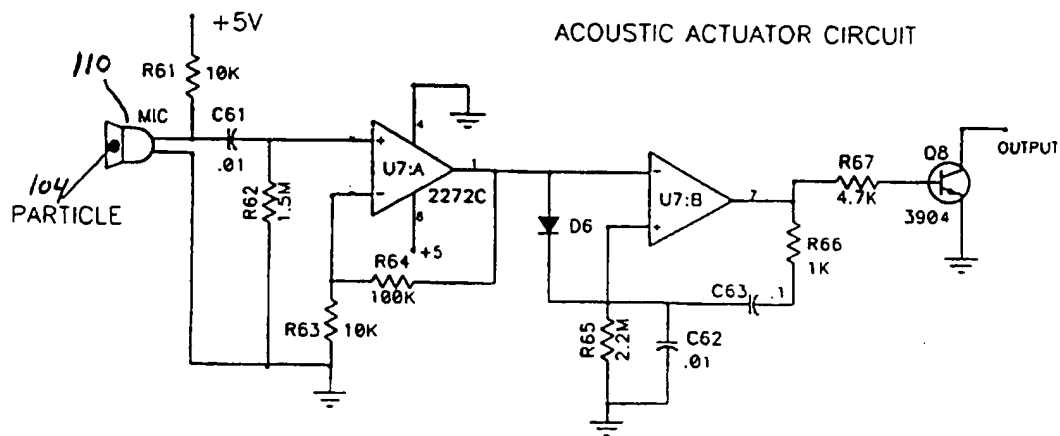 ACOUSTIC ACTUATOR CIRCUIT
+5V
110
R61
10K
MIC
C61
.01
104
PARTICLE
R62
1.5M
+
-
U7:A
4
1
2272C
8
+5
R64
100K
R63
10K
D6
-
+
U7:B
7
R65
2.2M
C62
.01
C63
.1
R66
1K
R67
4.7K
Q8
3904
OUTPUT